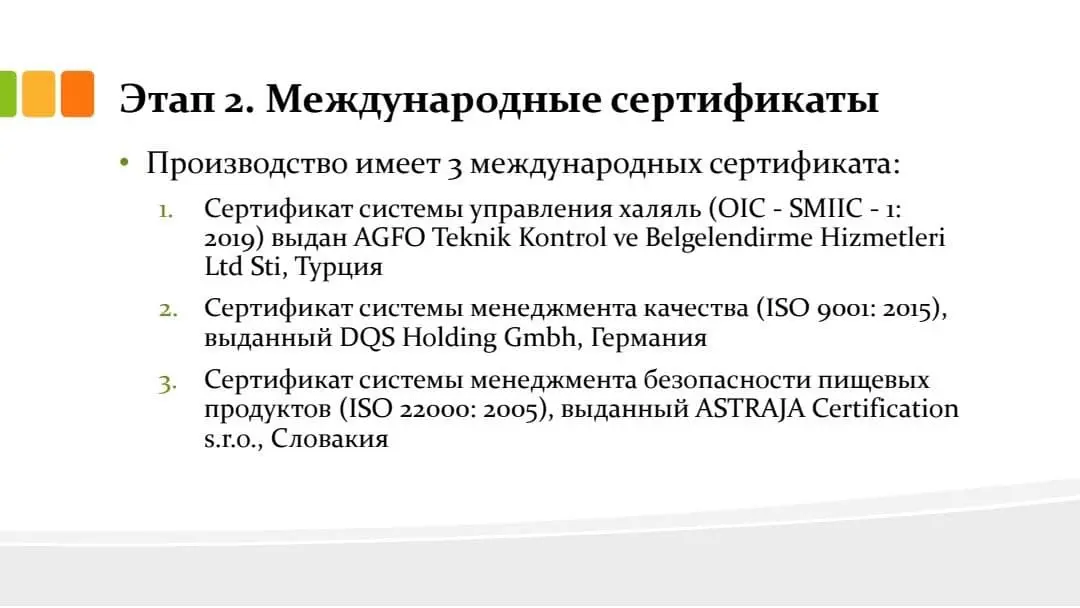 Этап 2. Международные сертификаты
• Производство имеет 3 международных сертификата:
1. Сертификат системы управления халяль (OIC - SMIIC - 1:
2019) выдан AGFO Teknik Kontrol ve Belgelendirme Hizmetleri
Ltd Sti, Турция
2. Сертификат системы менеджмента качества (ISO 9001: 2015),
выданный DQS Holding Gmbh, Германия
3. Сертификат системы менеджмента безопасности пищевых
продуктов (ISO 22000: 2005), выданный ASTRAJA Certification
s.r.o., Словакия